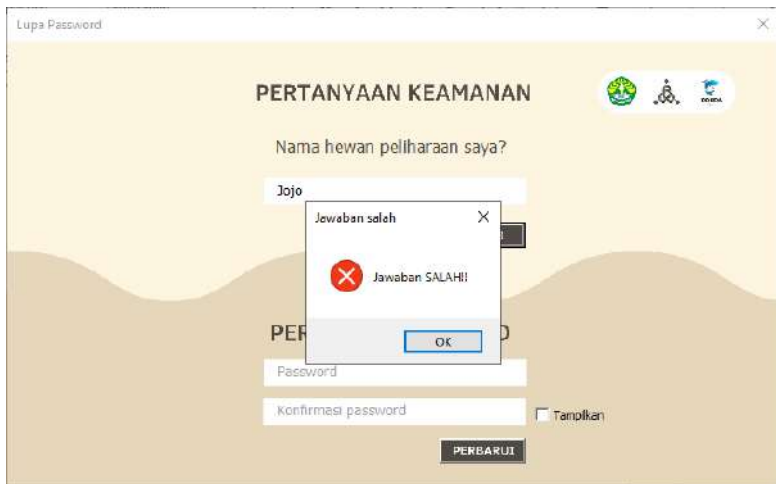 Lupa Password
PERTANYAAN KEAMANAN
Nama hewan peliharaan saya?
Jojo
Jawaban salah
Jawaban SALAH!!
OK
Password
Konfirmasi password
Tampilkan
PERBARUI